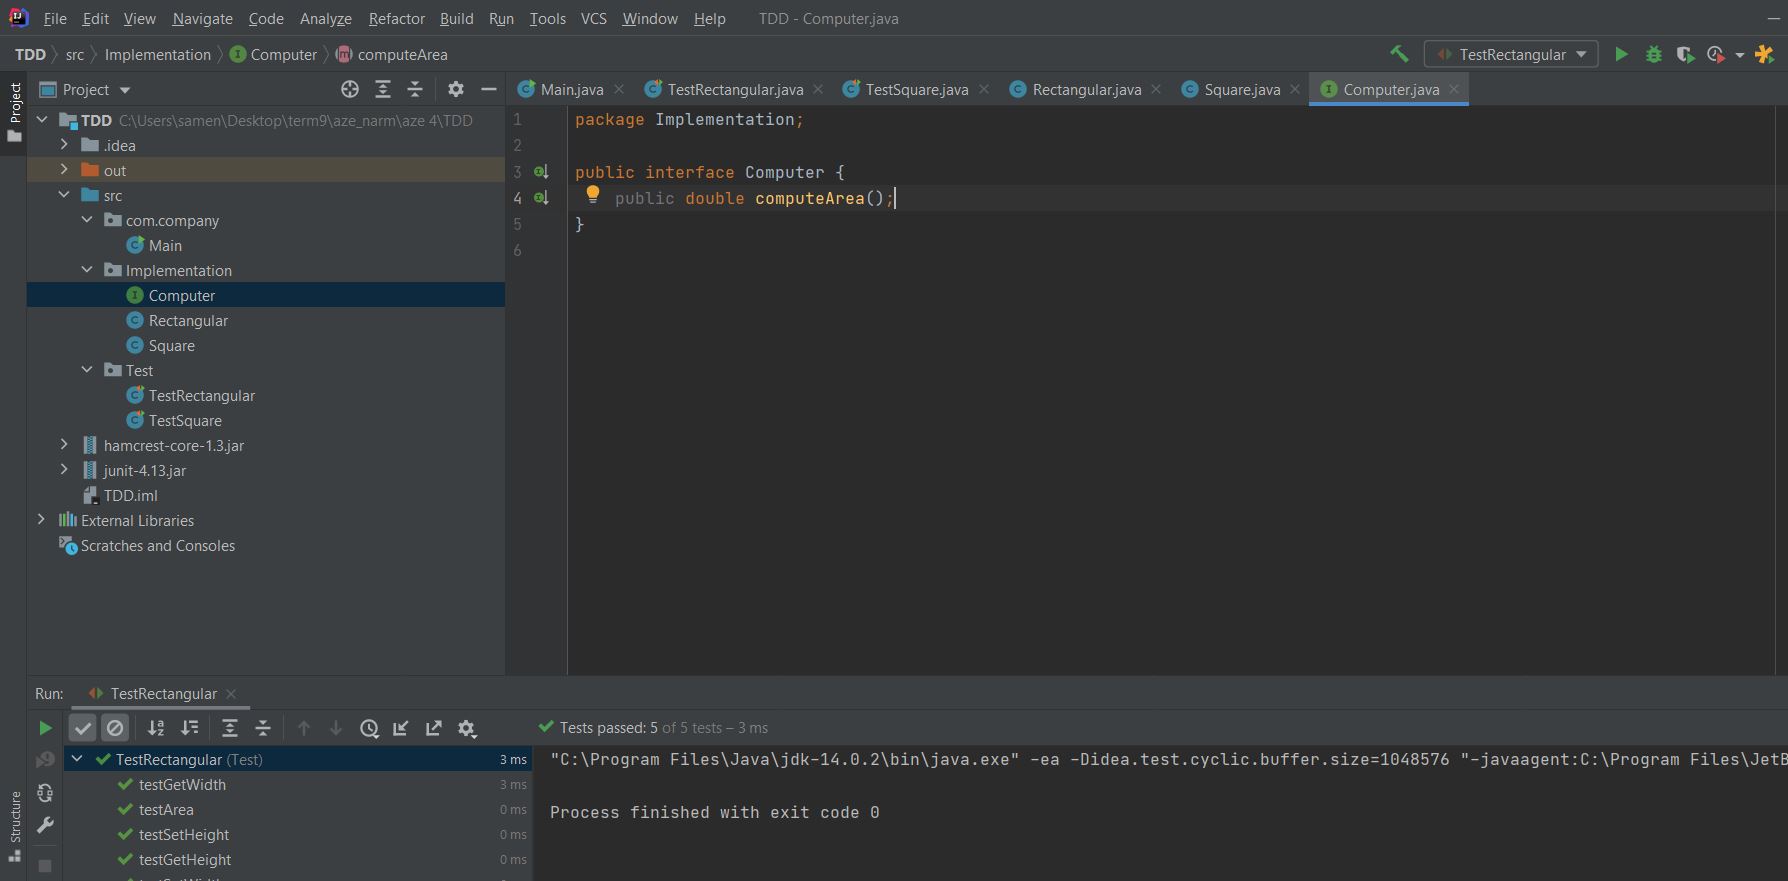 File Edit View Navigate Code Analyze Refactor Build Run Tools VCS Window Help TDD - Computer.java
TDD src Implementation Computer computeArea TestRectangular
Project
Project
Main.java TestRectangular.java TestSquare.java Rectangular.java Square.java Computer.java
TDD C:\Users\samen\Desktop\term9\aze_narm\aze 4\TDD
.idea
out
src
com.company
Main
Implementation
Computer
Rectangular
Square
Test
TestRectangular
TestSquare
hamcrest-core-1.3.jar
junit-4.13.jar
TDD.iml
External Libraries
Scratches and Consoles
1 package Implementation;
2
3 public interface Computer {
4 public double computeArea();
5 }
6
Run: TestRectangular
Tests passed: 5 of 5 tests – 3 ms
TestRectangular (Test) 3 ms
testGetWidth 3 ms
testArea 0 ms
testSetHeight 0 ms
testGetHeight 0 ms
"C:\Program Files\Java\jdk-14.0.2\bin\java.exe" -ea -Didea.test.cyclic.buffer.size=1048576 "-javaagent:C:\Program Files\JetB
Process finished with exit code 0
Structure